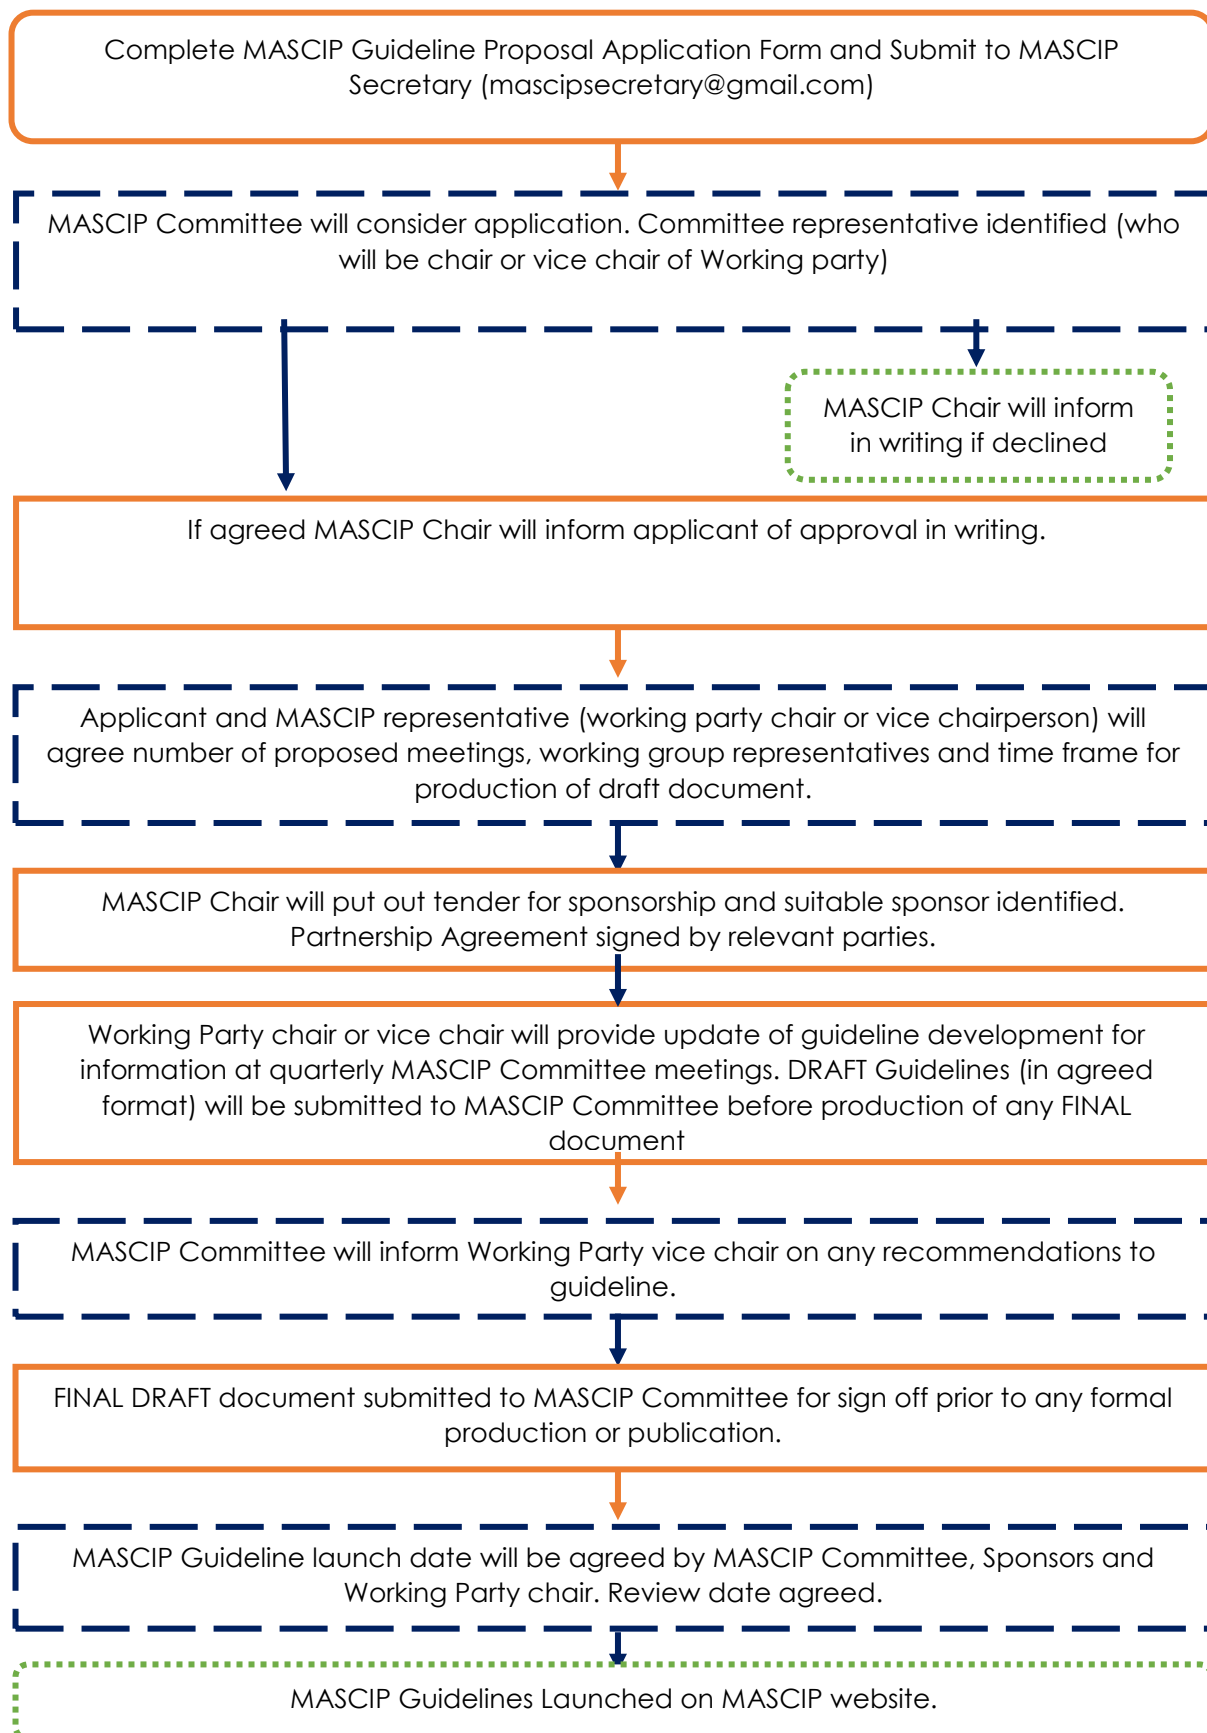 Complete MASCIP Guideline Proposal Application Form and Submit to MASCIP
Secretary (mascipsecretary@gmail.com)
MASCIP Committee will consider application. Committee representative identified (who
will be chair or vice chair of Working party)
MASCIP Chair will inform
in writing if declined
If agreed MASCIP Chair will inform applicant of approval in writing.
Applicant and MASCIP representative (working party chair or vice chairperson) will
agree number of proposed meetings, working group representatives and time frame for
production of draft document.
MASCIP Chair will put out tender for sponsorship and suitable sponsor identified.
Partnership Agreement signed by relevant parties.
Working Party chair or vice chair will provide update of guideline development for
information at quarterly MASCIP Committee meetings. DRAFT Guidelines (in agreed
format) will be submitted to MASCIP Committee before production of any FINAL
document
MASCIP Committee will inform Working Party vice chair on any recommendations to
guideline.
FINAL DRAFT document submitted to MASCIP Committee for sign off prior to any formal
production or publication.
MASCIP Guideline launch date will be agreed by MASCIP Committee, Sponsors and
Working Party chair. Review date agreed.
MASCIP Guidelines Launched on MASCIP website.